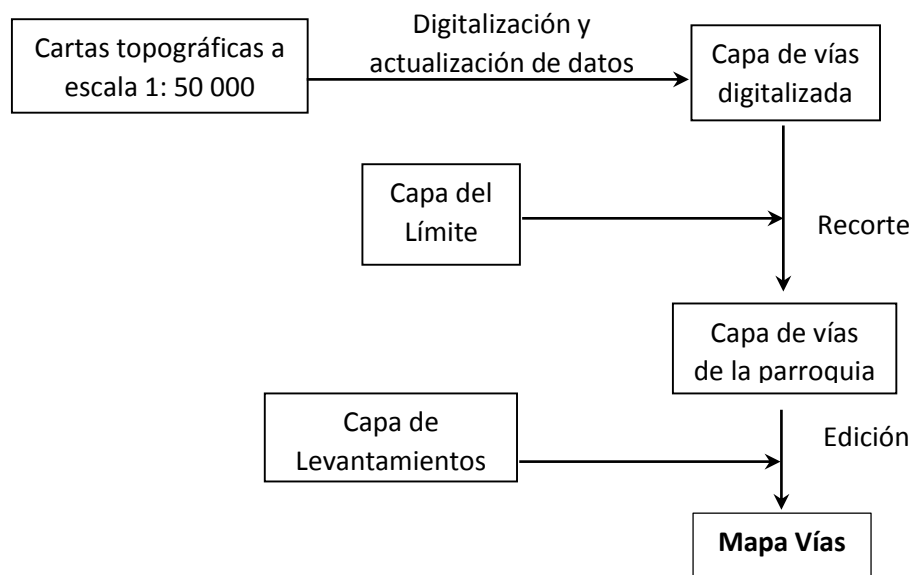 Cartas topográficas a
escala 1: 50 000
Digitalización y
actualización de datos
Capa de vías
digitalizada
Capa del
Límite
Recorte
Capa de vías
de la parroquia
Capa de
Levantamientos
Edición
Mapa Vías